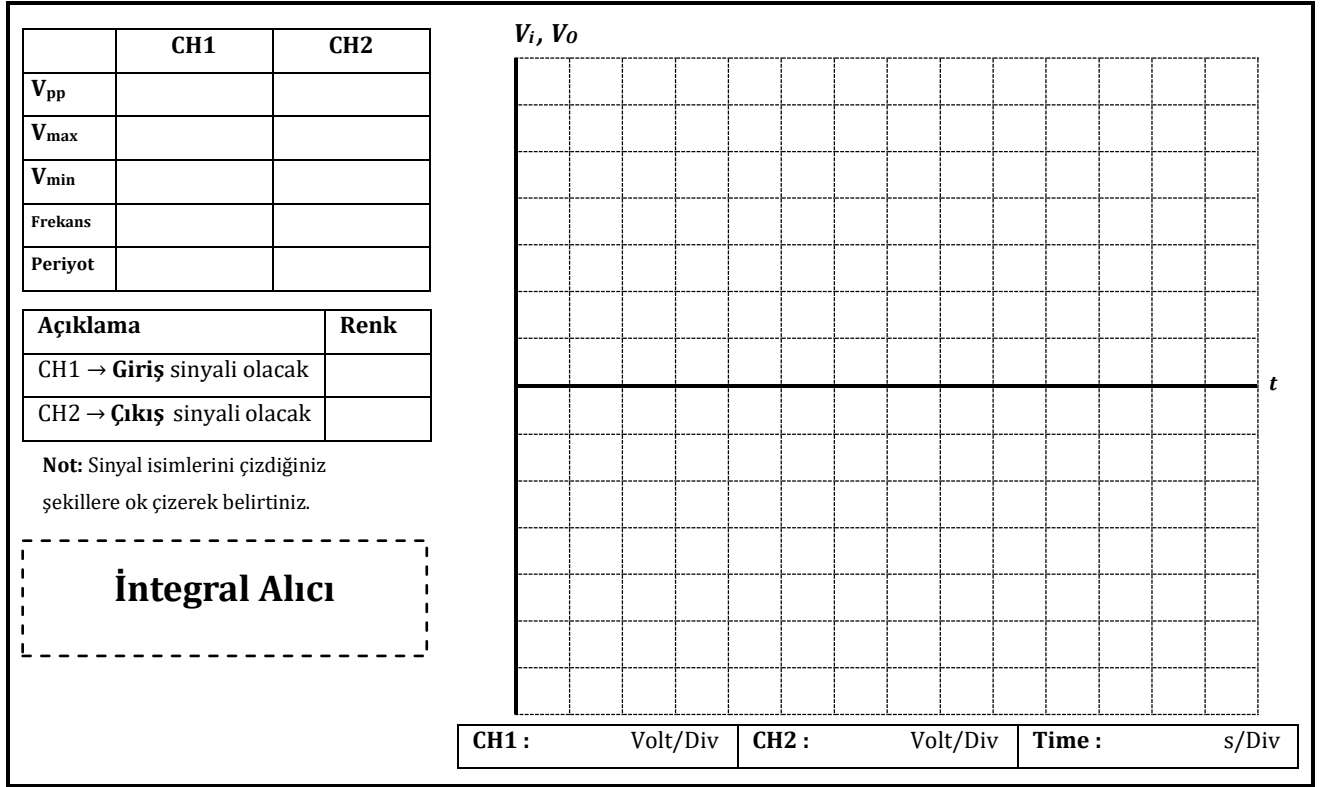 CH1 CH2
Vpp
Vmax
Vmin
Frekans
Periyot
Açıklama Renk
CH1 → Giriş sinyali olacak
CH2 → Çıkış sinyali olacak
Not: Sinyal isimlerini çizdiğiniz
şekillere ok çizerek belirtiniz.
İntegral Alıcı
Vi, VO
t
CH1 : Volt/Div CH2 : Volt/Div Time : s/Div